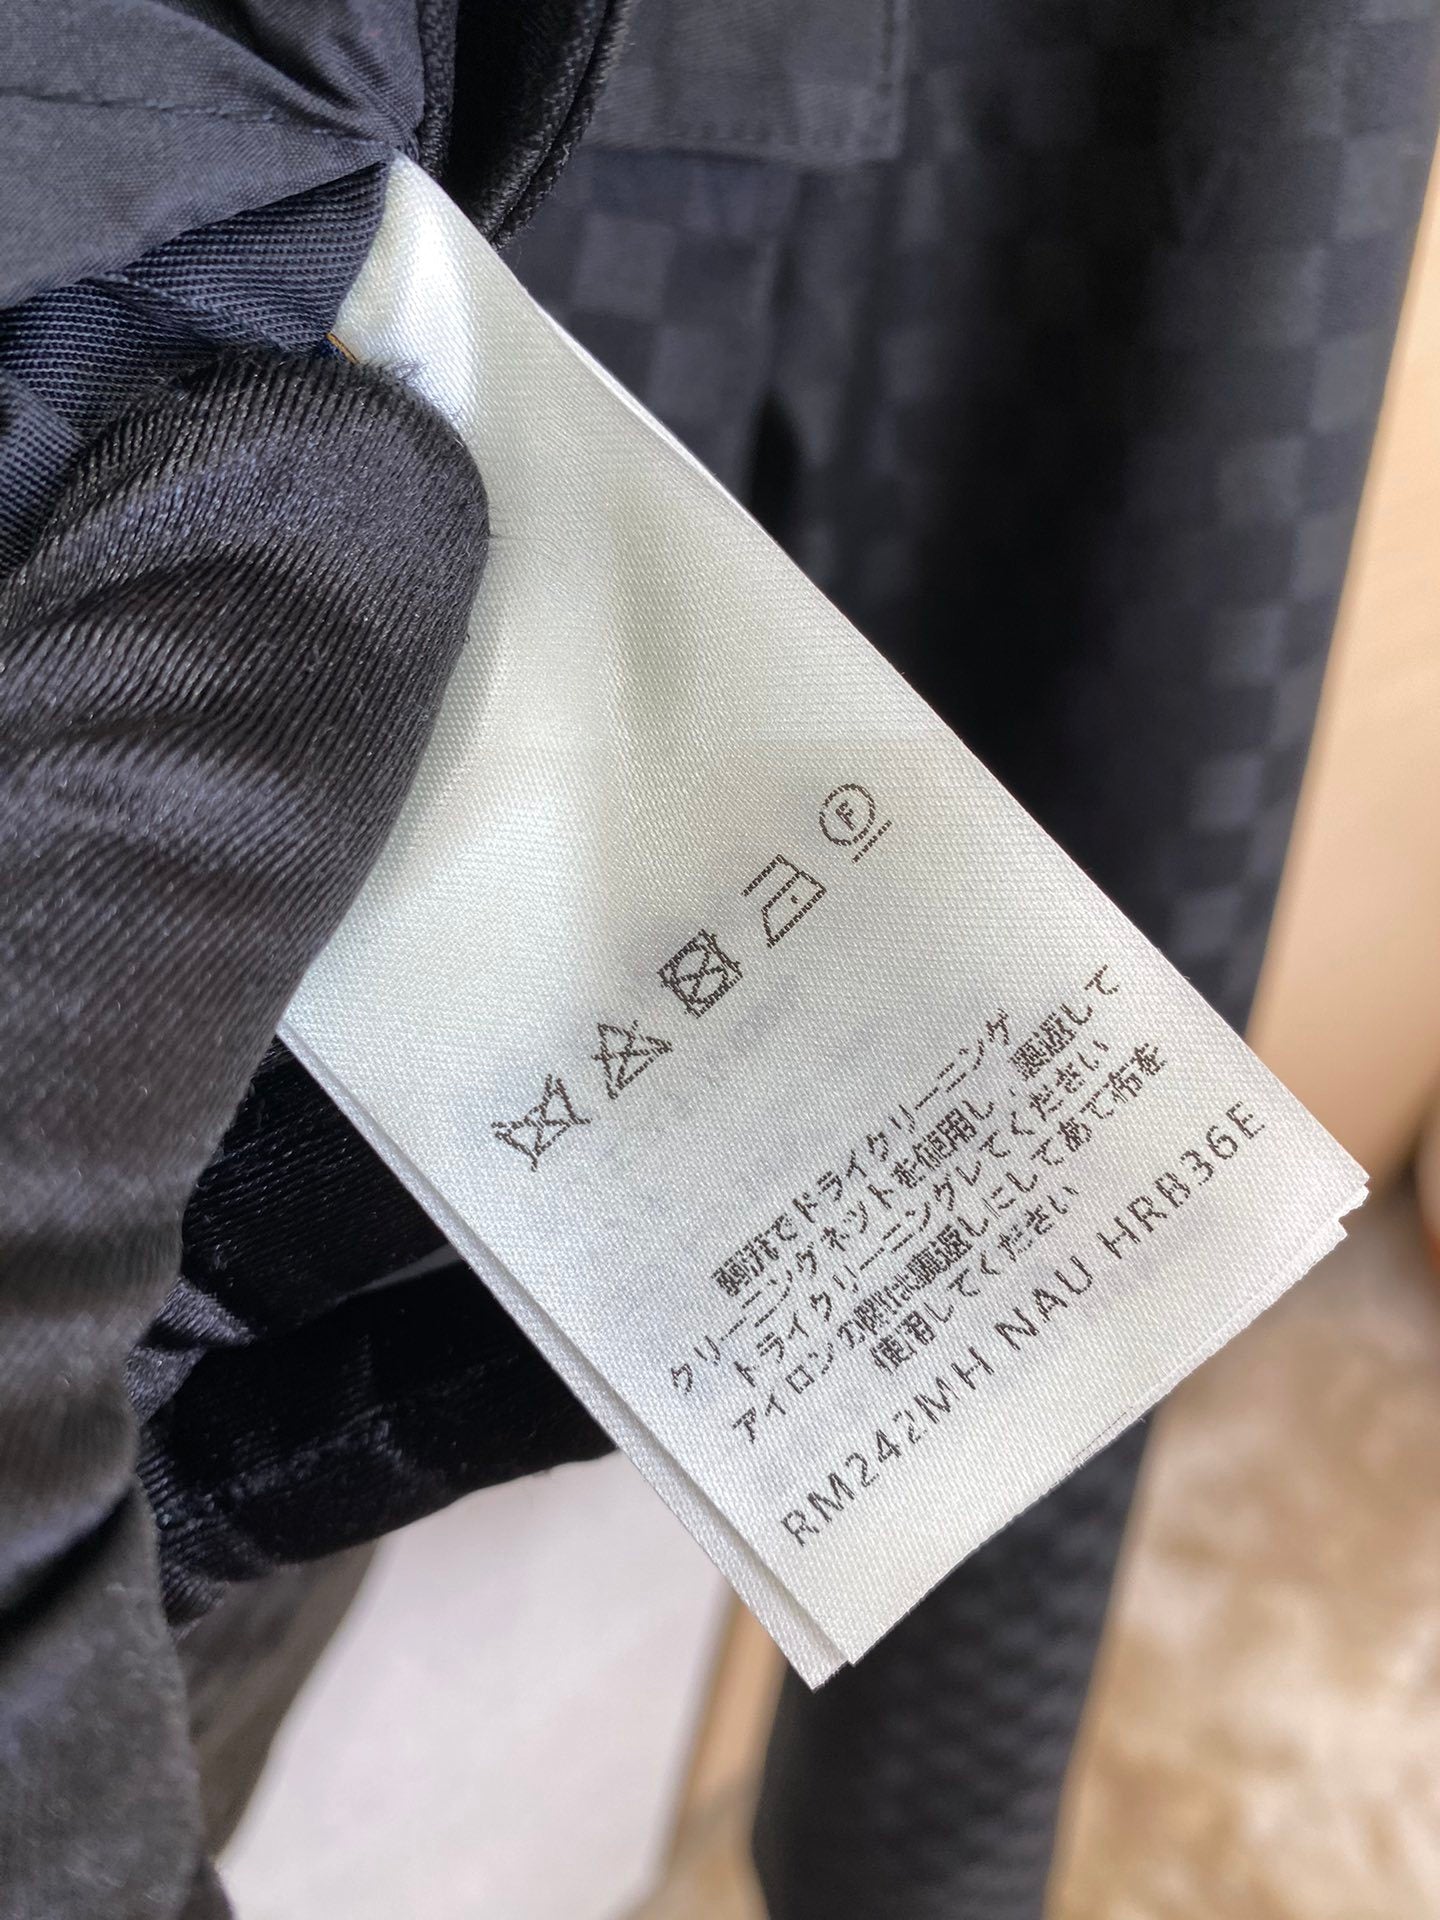 F
弱洗でドライクリーニング
クリーニングネットを使用し,裏返して
ドライクリーニングしてください
アイロンの際は裏返しにしてあて布を
使用してください
RM242MH NAU HRB36E